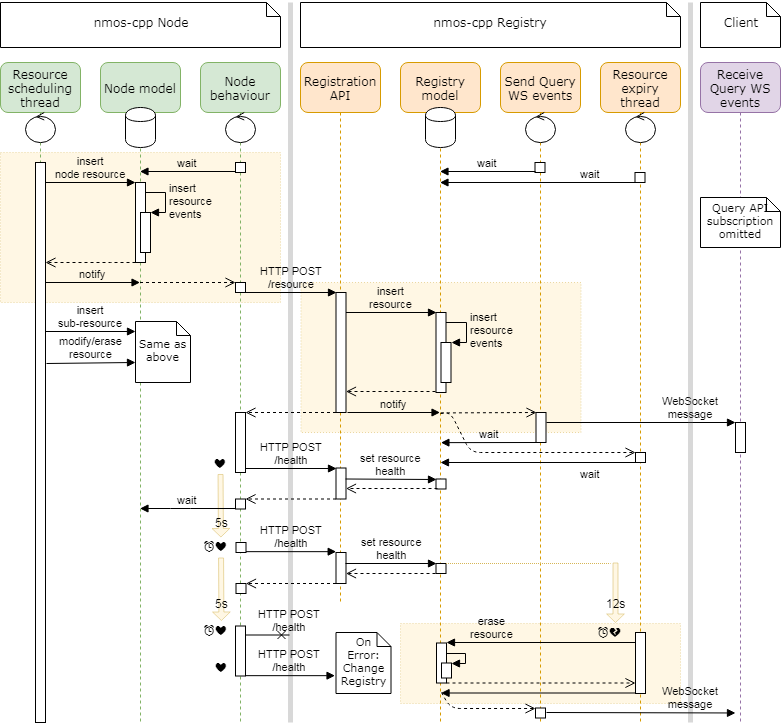 nmos-cpp Node
nmos-cpp Registry
Client
Resource
scheduling
thread
Node model
Node
behaviour
Registration
API
Registry
model
Send Query
WS events
Resource
expiry
thread
Receive
Query WS
events
insert
node resource
wait
insert
resource
events
wait
wait
Query API
subscription
omitted
notify
HTTP POST
/resource
insert
resource
insert
resource
events
insert
sub-resource
modify/erase
resource
Same as
above
notify
WebSocket
message
wait
HTTP POST
/health
set resource
health
wait
wait
5s
HTTP POST
/health
set resource
health
5s
12s
HTTP POST
/health
erase
resource
On
Error:
Change
Registry
HTTP POST
/health
WebSocket
message